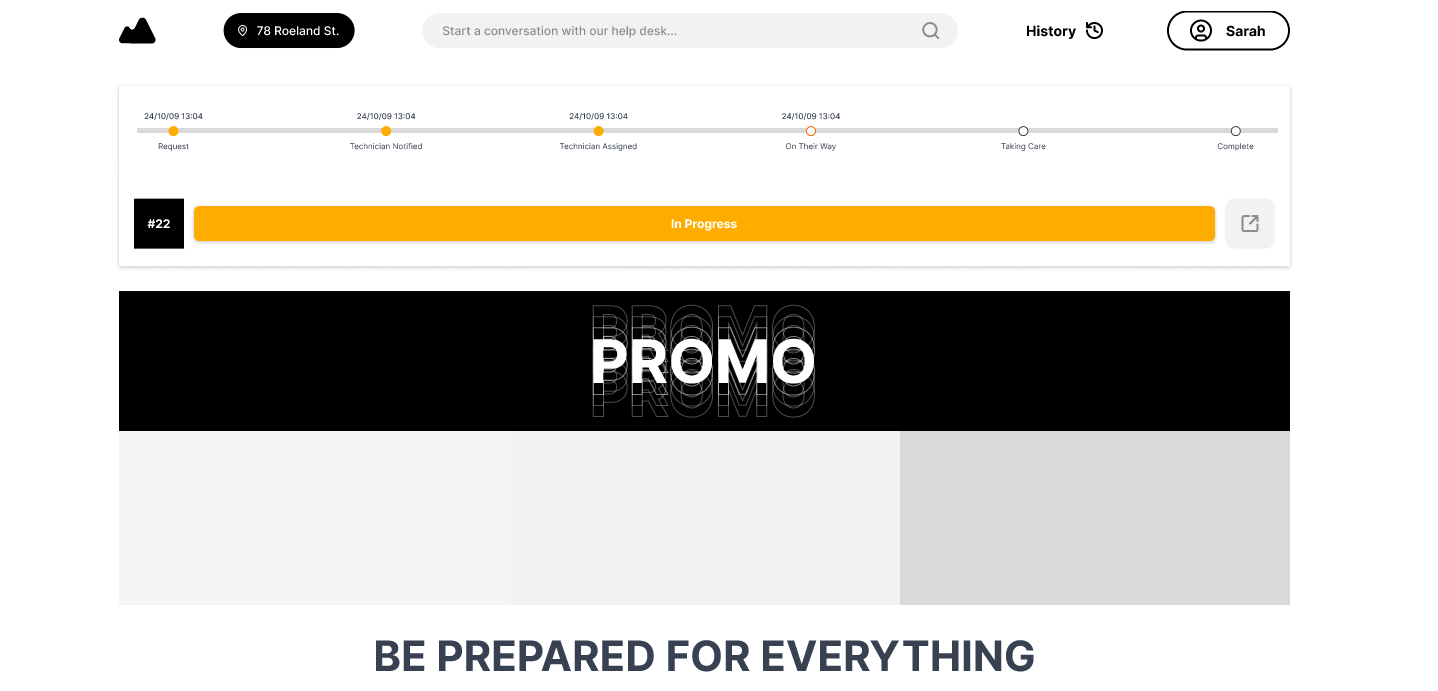 78 Roeland St.
Start a conversation with our help desk...
History
Sarah
24/10/09 13:04
24/10/09 13:04
24/10/09 13:04
24/10/09 13:04
Request
Technician Notified
Technician Assigned
On Their Way
Taking Care
Complete
#22
In Progress
PROMO
BE PREPARED FOR EVERYTHING